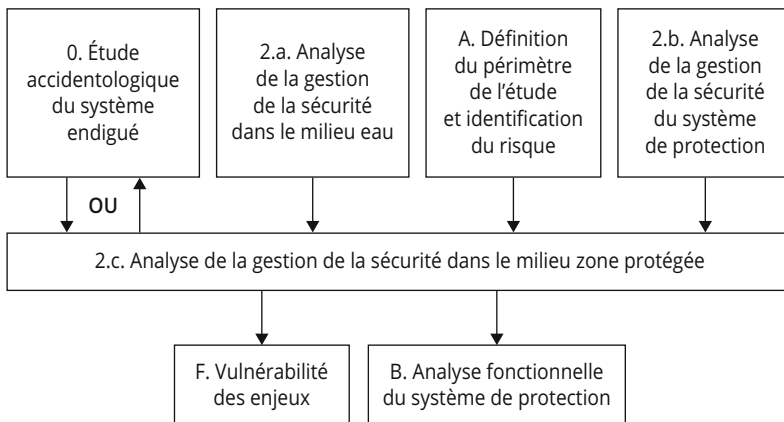 0. Étude
accidentologique
du système
endigué
2.a. Analyse
de la gestion
de la sécurité
dans le milieu eau
A. Définition
du périmètre
de l'étude
et identification
du risque
2.b. Analyse
de la gestion
de la sécurité
du système
de protection
OU
2.c. Analyse de la gestion de la sécurité dans le milieu zone protégée
F. Vulnérabilité
des enjeux
B. Analyse fonctionnelle
du système de protection